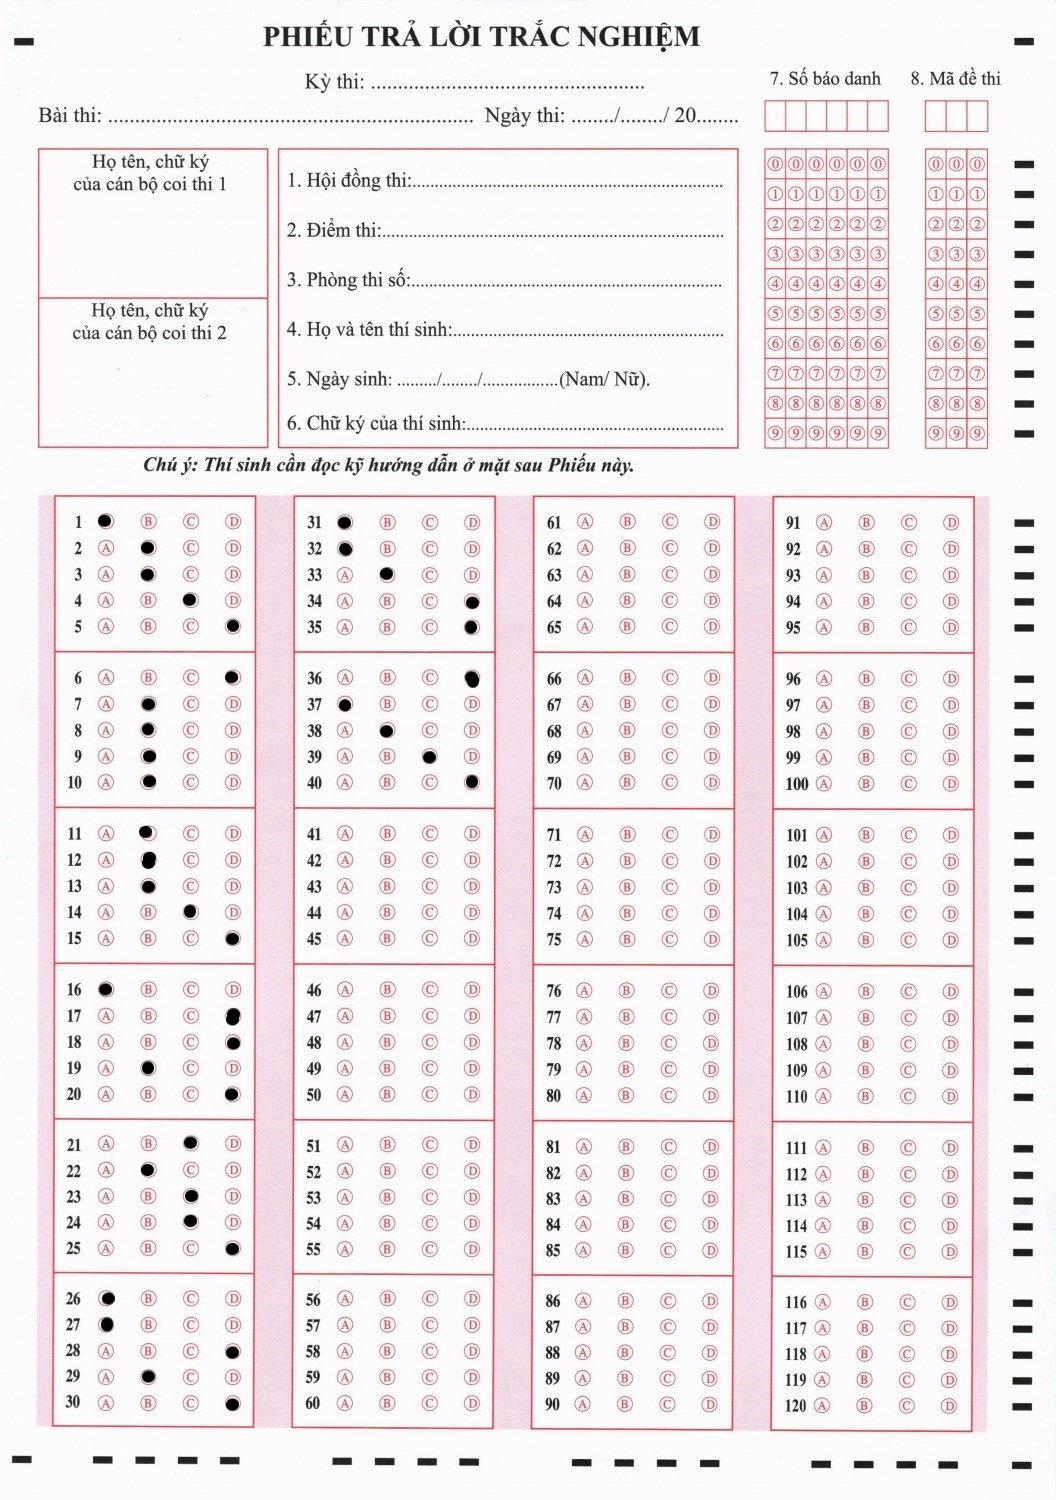 PHIẾU TRẢ LỜI TRẮC NGHIỆM
Kỳ thi: ..................................................
Bài thi: .................................................................... Ngày thi: ......../......../ 20........
7. Số báo danh
8. Mã đề thi
Họ tên, chữ ký
của cán bộ coi thi 1
Họ tên, chữ ký
của cán bộ coi thi 2
1. Hội đồng thi:..................................................................
2. Điểm thi:........................................................................
3. Phòng thi số:..................................................................
4. Họ và tên thí sinh:.........................................................
5. Ngày sinh: ......../......../................(Nam/ Nữ).
6. Chữ ký của thí sinh:......................................................
0 0 0 0 0 0 0 0 0
1 1 1 1 1 1 1 1 1
2 2 2 2 2 2 2 2 2
3 3 3 3 3 3 3 3 3
4 4 4 4 4 4 4 4 4
5 5 5 5 5 5 5 5 5
6 6 6 6 6 6 6 6 6
7 7 7 7 7 7 7 7 7
8 8 8 8 8 8 8 8 8
9 9 9 9 9 9 9 9 9
Chú ý: Thí sinh cần đọc kỹ hướng dẫn ở mặt sau Phiếu này.
1 B C D
2 A C D
3 A C D
4 A B D
5 A B C
6 A B C
7 A C D
8 A C D
9 A C D
10 A C D
11 A C D
12 A C D
13 A C D
14 A B D
15 A B C
16 B C D
17 A B C
18 A B C
19 A C D
20 A B C
21 A B D
22 A C D
23 A B D
24 A B D
25 A B C
26 B C D
27 B C D
28 A B C
29 A C D
30 A B C
31 B C D
32 B C D
33 A C D
34 A B C
35 A B C
36 A B C
37 B C D
38 A C D
39 A B D
40 A B C
41 A B C D
42 A B C D
43 A B C D
44 A B C D
45 A B C D
46 A B C D
47 A B C D
48 A B C D
49 A B C D
50 A B C D
51 A B C D
52 A B C D
53 A B C D
54 A B C D
55 A B C D
56 A B C D
57 A B C D
58 A B C D
59 A B C D
60 A B C D
61 A B C D
62 A B C D
63 A B C D
64 A B C D
65 A B C D
66 A B C D
67 A B C D
68 A B C D
69 A B C D
70 A B C D
71 A B C D
72 A B C D
73 A B C D
74 A B C D
75 A B C D
76 A B C D
77 A B C D
78 A B C D
79 A B C D
80 A B C D
81 A B C D
82 A B C D
83 A B C D
84 A B C D
85 A B C D
86 A B C D
87 A B C D
88 A B C D
89 A B C D
90 A B C D
91 A B C D
92 A B C D
93 A B C D
94 A B C D
95 A B C D
96 A B C D
97 A B C D
98 A B C D
99 A B C D
100 A B C D
101 A B C D
102 A B C D
103 A B C D
104 A B C D
105 A B C D
106 A B C D
107 A B C D
108 A B C D
109 A B C D
110 A B C D
111 A B C D
112 A B C D
113 A B C D
114 A B C D
115 A B C D
116 A B C D
117 A B C D
118 A B C D
119 A B C D
120 A B C D